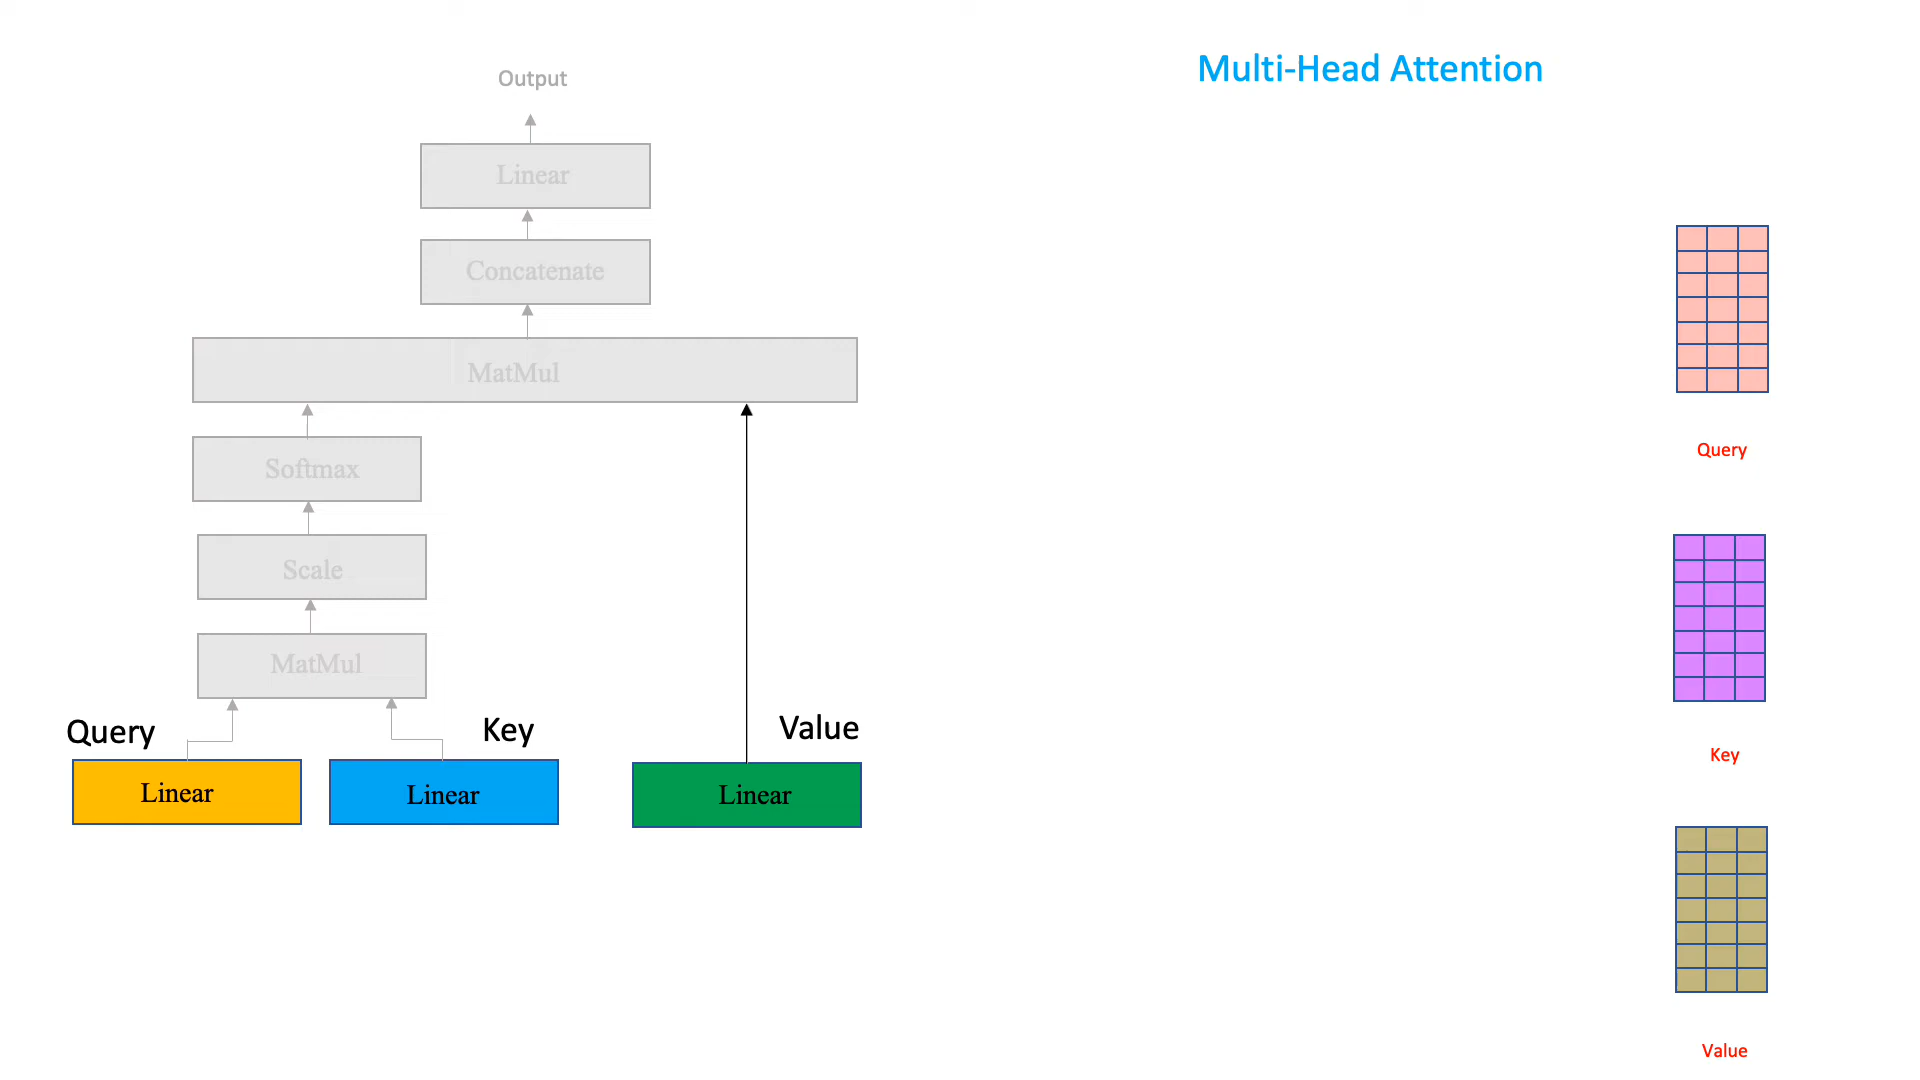 Multi-Head Attention
Output
Linear
Concatenate
MatMul
Softmax
Scale
MatMul
Query
Key
Value
Linear
Linear
Linear
Query
Key
Value